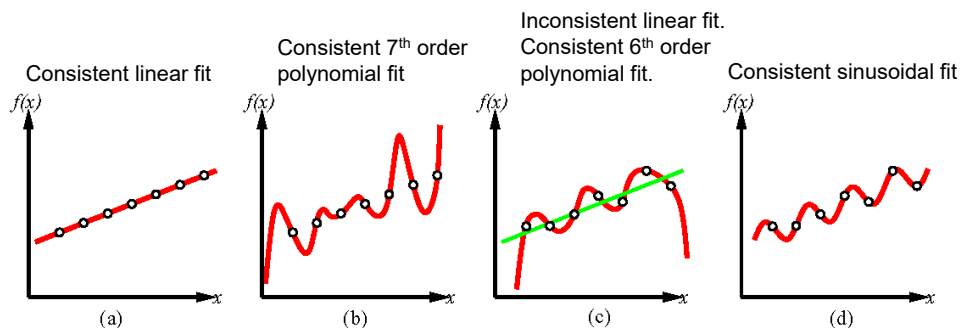 Consistent linear fit
Consistent 7th order
polynomial fit
Inconsistent linear fit.
Consistent 6th order
polynomial fit.
Consistent sinusoidal fit
f(x)
x
(a)
f(x)
x
(b)
f(x)
x
(c)
f(x)
x
(d)